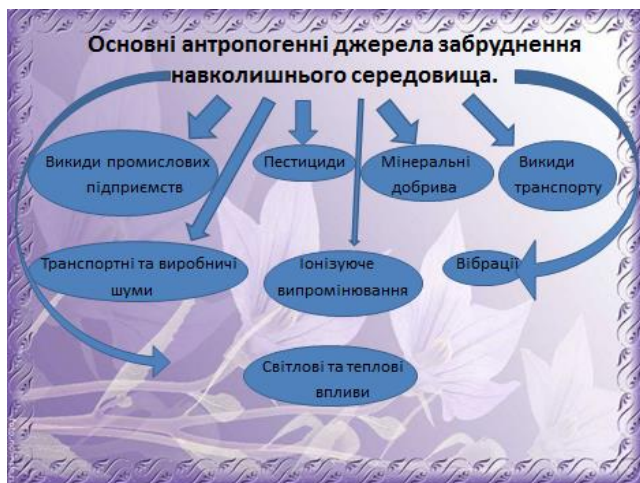 Основні антропогенні джерела забруднення
навколишнього середовища.
Викиди промислових
підприємств
Пестициди
Мінеральні
добрива
Викиди
транспорту
Транспортні та виробничі
шуми
Іонізуюче
випромінювання
Вібрації
Світлові та теплові
впливи